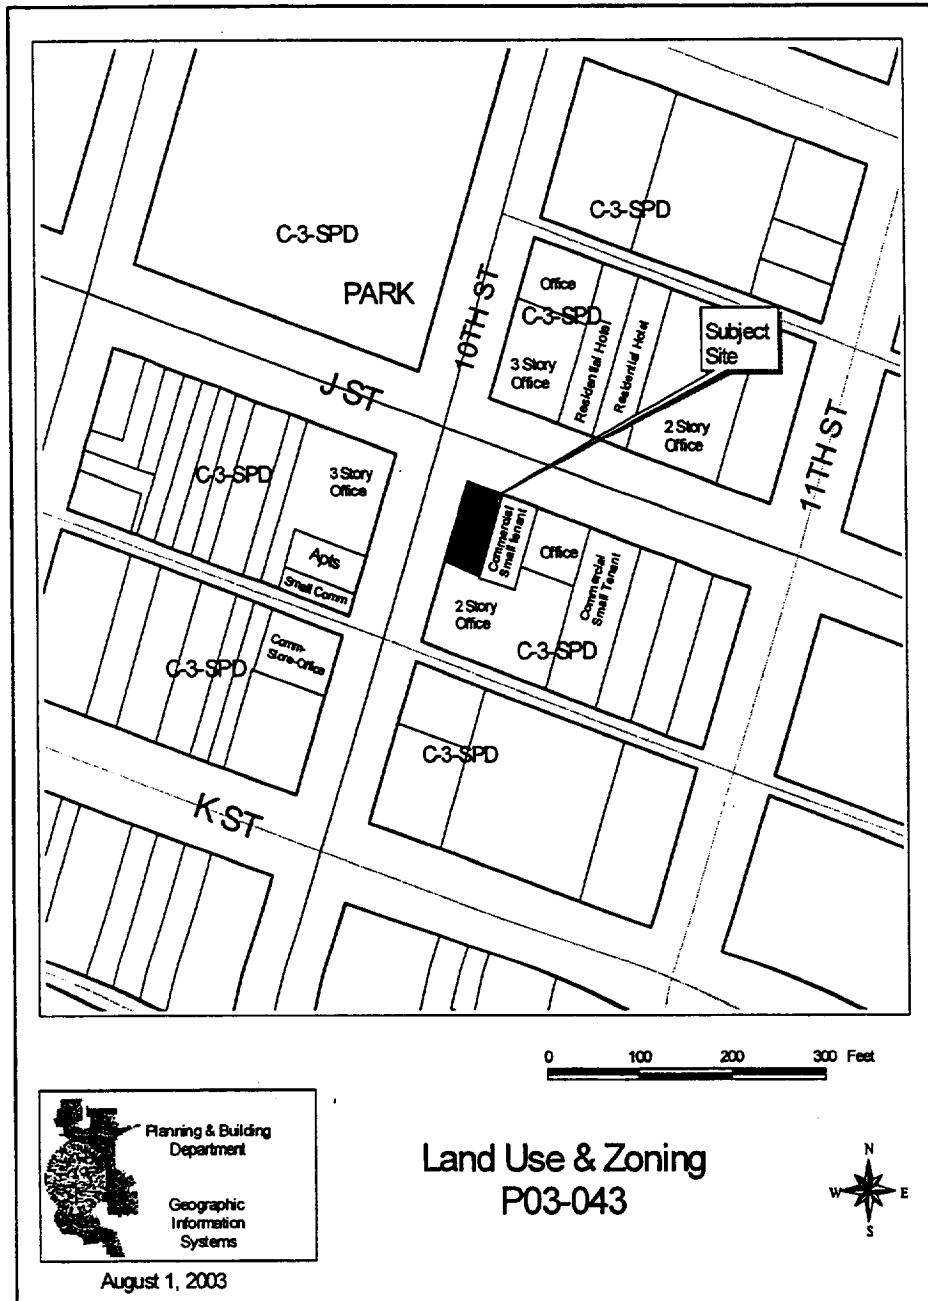 C-3-SPD
C-3-SPD
PARK
10TH ST
Office
C-3-SPD
3 Story
Office
Residential Hotel
Residential Hotel
Subject
Site
2 Story
Office
J ST
11TH ST
C-3-SPD
3 Story
Office
Apts
Small Comm
Commercial
Small tenant
Office
Commercial
Small Tenant
2 Story
Office
C-3-SPD
C-3-SPD
Comm-
Store-Office
C-3-SPD
K ST
0 100 200 300 Feet
Planning & Building
Department
Geographic
Information
Systems
August 1, 2003
Land Use & Zoning
P03-043
N
W E
S